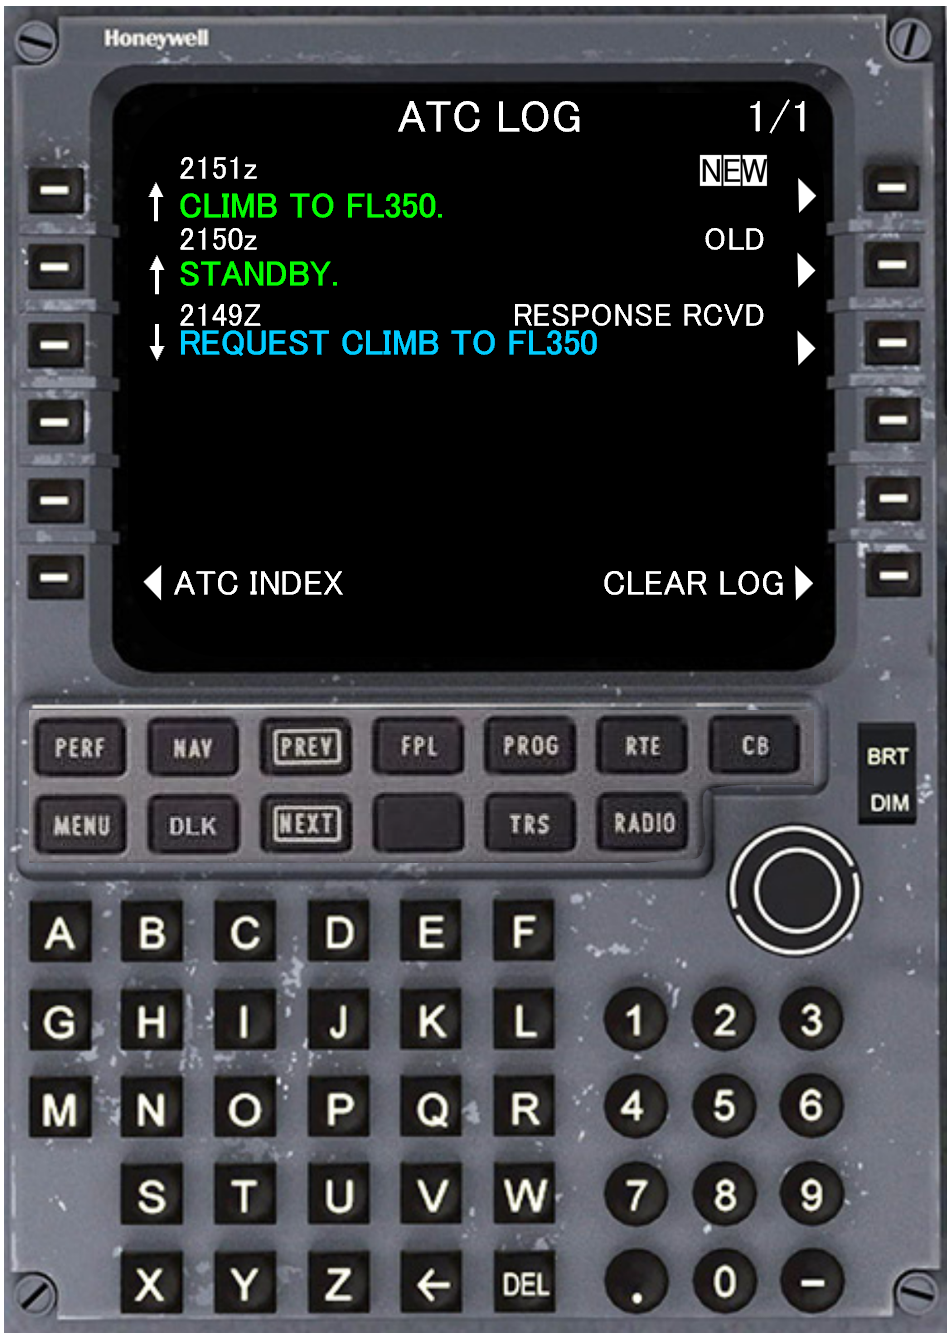 Honeywell
ATC LOG 1/1
2151z NEW
CLIMB TO FL350.
2150z OLD
STANDBY.
2149Z RESPONSE RCVD
REQUEST CLIMB TO FL350
ATC INDEX CLEAR LOG
PERF NAV PREV FPL PROG RTE CB
BRT
MENU DLK NEXT TRS RADIO
DIM
A B C D E F
G H I J K L 1 2 3
M N O P Q R 4 5 6
S T U V W 7 8 9
X Y Z ← DEL . 0 -